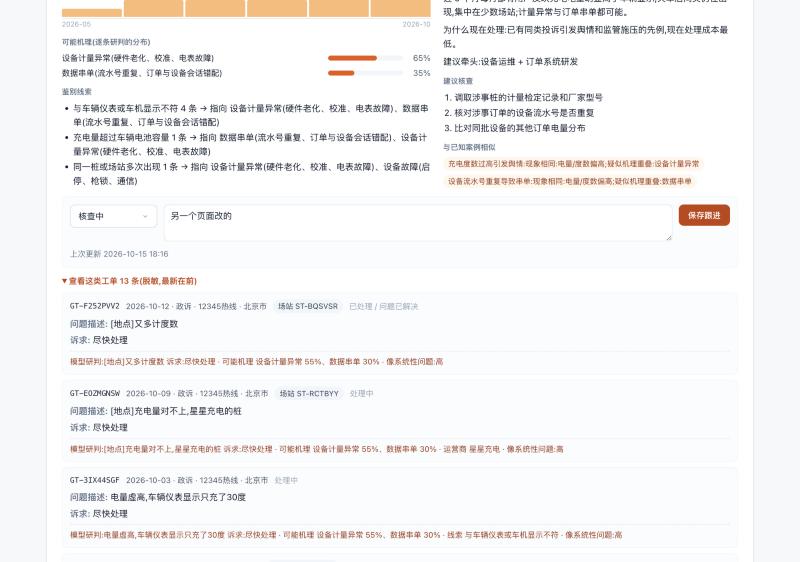 现,集中在少数场站;计量异常与订单串单都可能。
为什么现在处理:已有同类投诉引发舆情和监管施压的先例,现在处理成本最
低。
建议牵头:设备运维 + 订单系统研发
2026-05
2026-10
可能机理(逐条研判的分布)
设备计量异常(硬件老化、校准、电表故障)
65%
数据串单(流水号重复、订单与设备会话错配)
35%
鉴别线索
• 与车辆仪表或车机显示不符 4 条 → 指向 设备计量异常(硬件老化、校准、电表故障)、数据串
单(流水号重复、订单与设备会话错配)
• 充电量超过车辆电池容量 1 条 → 指向 数据串单(流水号重复、订单与设备会话错配)、设备计
量异常(硬件老化、校准、电表故障)
• 同一桩或场站多次出现 1 条 → 指向 设备计量异常(硬件老化、校准、电表故障)、设备故障(启
停、枪锁、通信)
建议核查
1. 调取涉事桩的计量检定记录和厂家型号
2. 核对涉事订单的设备流水号是否重复
3. 比对同批设备的其他订单电量分布
与已知案例相似
充电度数过高引发舆情:现象相同:电量/度数偏高;疑似机理重叠:设备计量异常
设备流水号重复导致串单:现象相同:电量/度数偏高;疑似机理重叠:数据串单
核查中
另一个页面改的
保存跟进
上次更新 2026-10-15 18:16
▼查看这类工单 13 条(脱敏,最新在前)
GT-F252PVV2 2026-10-12 · 政诉 · 12345热线 · 北京市 场站 ST-BQSVSR 已处理 / 问题已解决
问题描述: [地点]又多计度数
诉求: 尽快处理
模型研判:[地点]又多计度数 诉求:尽快处理 · 可能机理 设备计量异常 55%、数据串单 30% · 像系统性问题:高
GT-EOZMGNSW 2026-10-09 · 政诉 · 12345热线 · 北京市 场站 ST-RCTBYY 处理中
问题描述: [地点]充电量对不上,星星充电的桩
诉求: 尽快处理
模型研判:[地点]充电量对不上,星星充电的桩 诉求:尽快处理 · 可能机理 设备计量异常 55%、数据串单 30% · 运营商 星星充电 · 像系统性问题:高
GT-3IX44SGF 2026-10-03 · 政诉 · 12345热线 · 北京市 处理中
问题描述: 电量虚高,车辆仪表显示只充了30度
诉求: 尽快处理
模型研判:电量虚高,车辆仪表显示只充了30度 诉求:尽快处理 · 可能机理 设备计量异常 55%、数据串单 30% · 线索 与车辆仪表或车机显示不符 · 像系统性问题:高